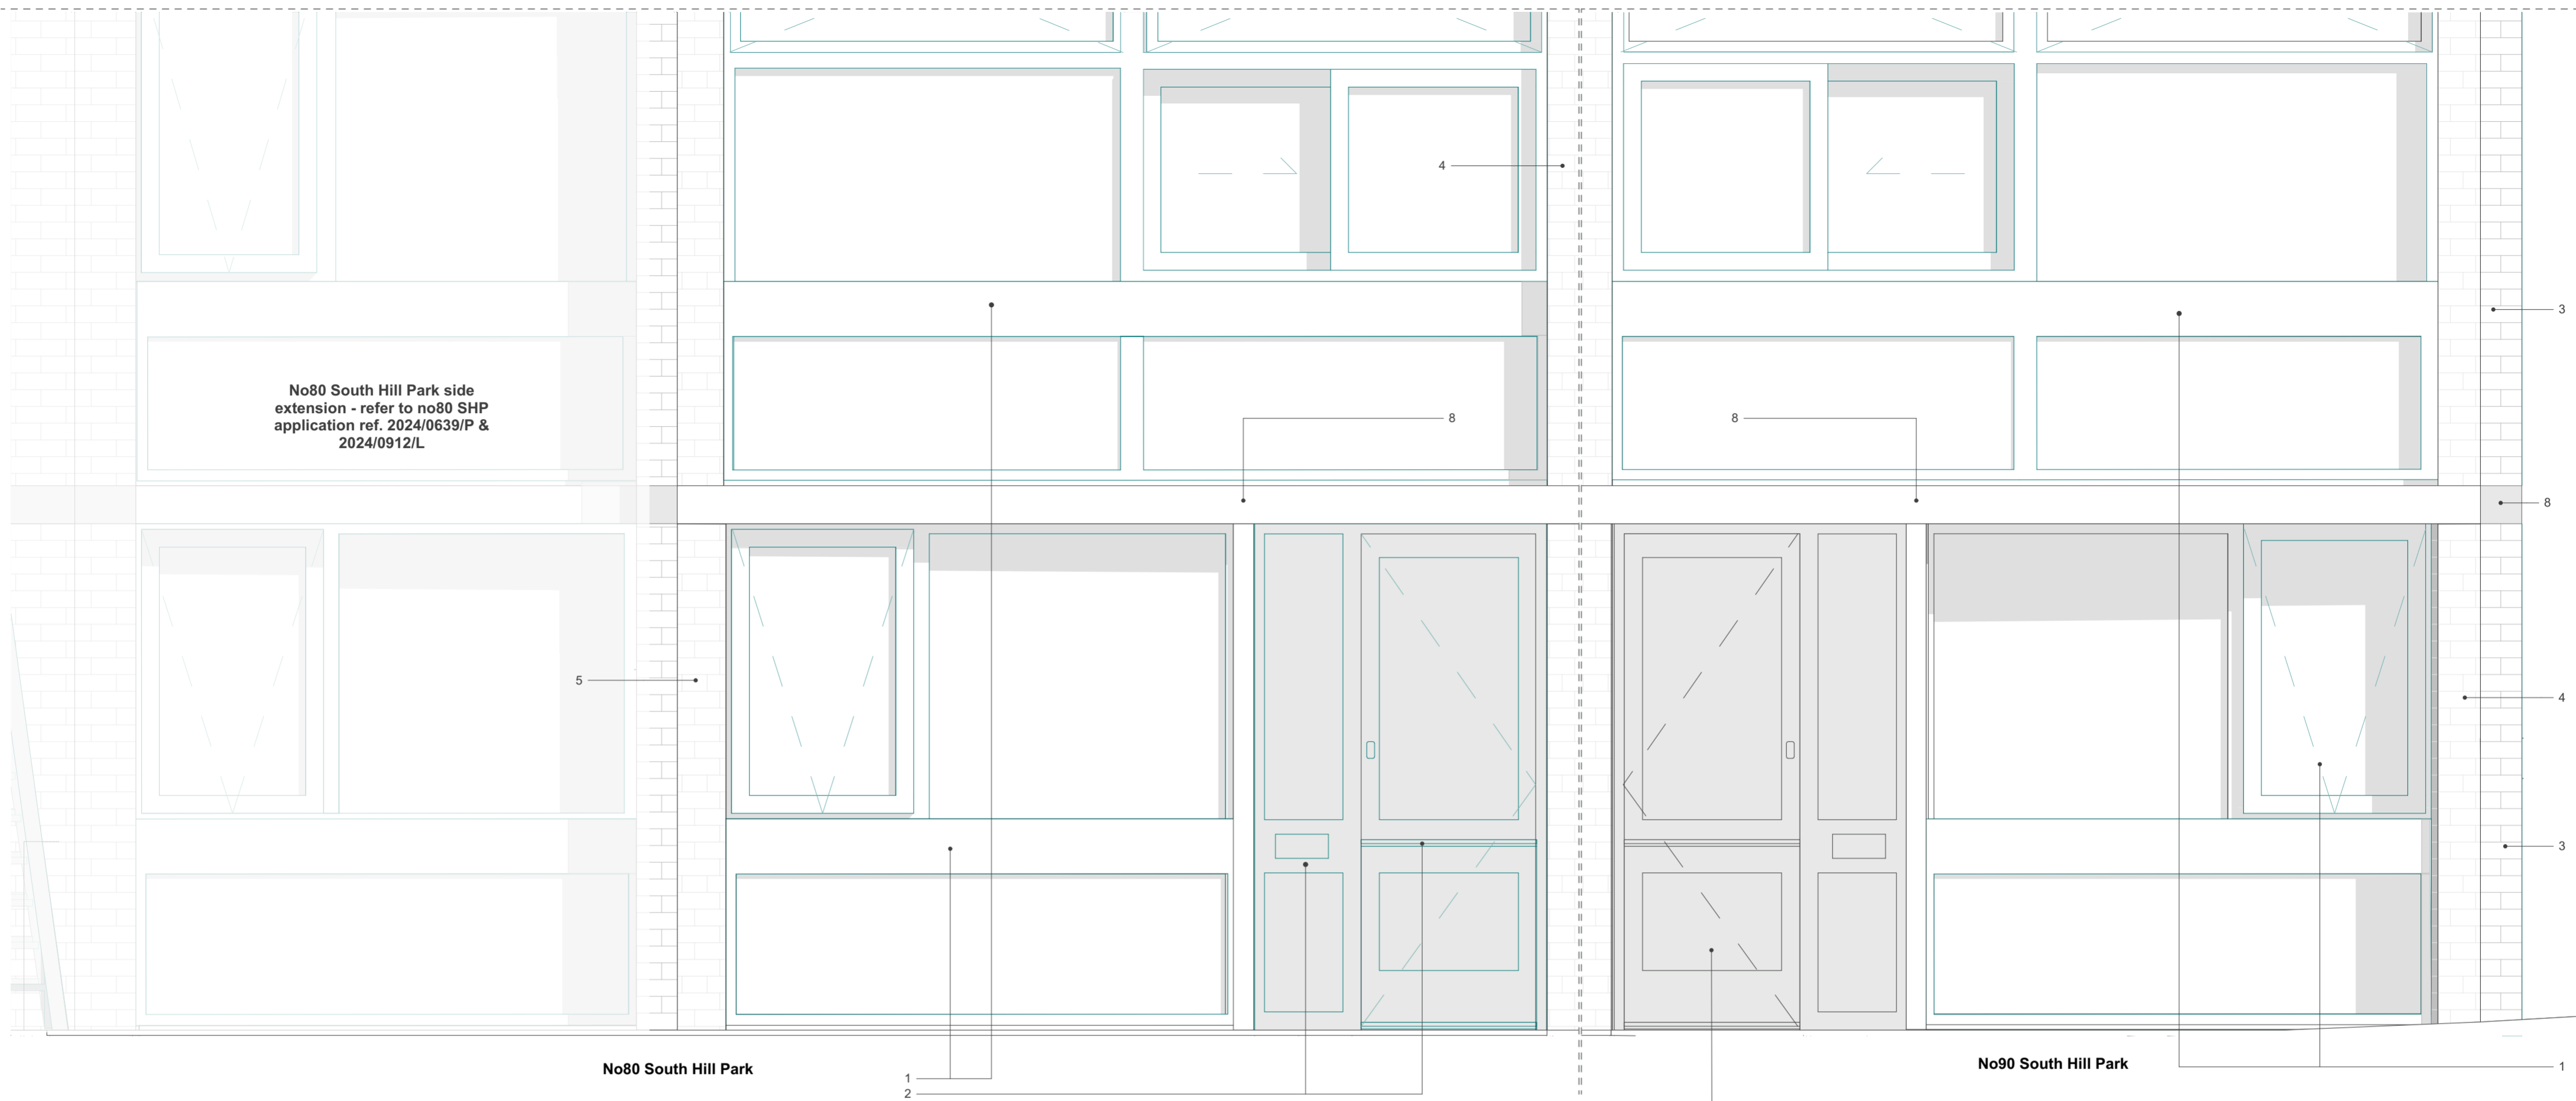 4
3
No80 South Hill Park side
extension - refer to no80 SHP
application ref. 2024/0639/P &
2024/0912/L
8
8
8
5
4
3
No80 South Hill Park
No90 South Hill Park
1
1
2